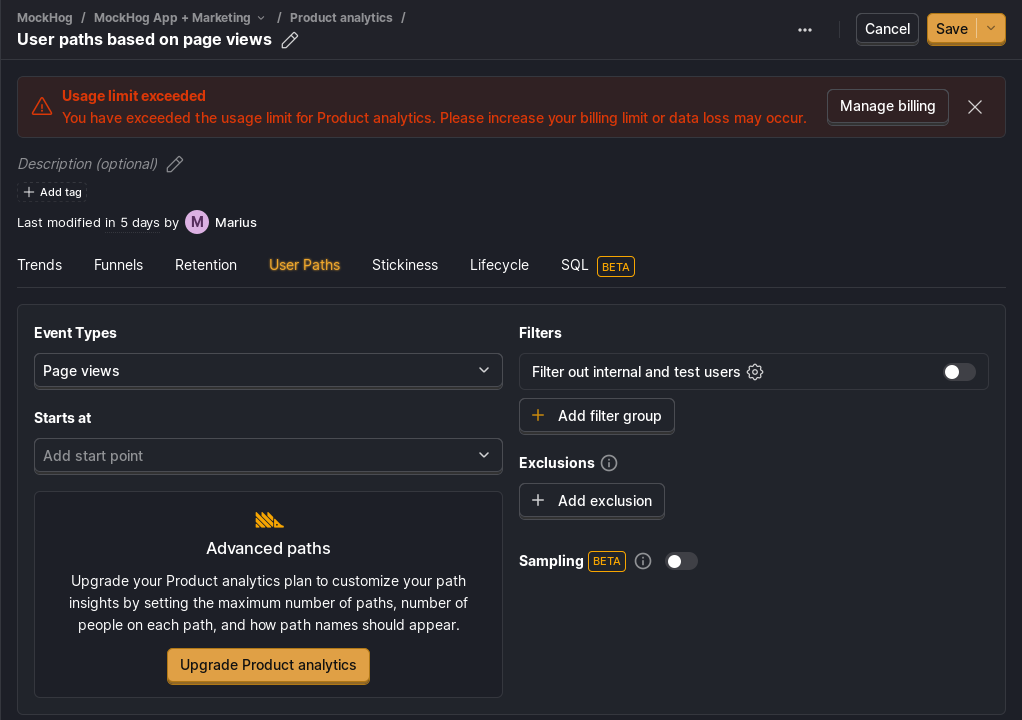 MockHog / MockHog App + Marketing / Product analytics /
User paths based on page views
Cancel
Save
Usage limit exceeded
You have exceeded the usage limit for Product analytics. Please increase your billing limit or data loss may occur.
Manage billing
Description (optional)
Add tag
Last modified in 5 days by M Marius
Trends Funnels Retention User Paths Stickiness Lifecycle SQL BETA
Event Types
Page views
Starts at
Add start point
Advanced paths
Upgrade your Product analytics plan to customize your path
insights by setting the maximum number of paths, number of
people on each path, and how path names should appear.
Upgrade Product analytics
Filters
Filter out internal and test users
Add filter group
Exclusions
Add exclusion
Sampling BETA